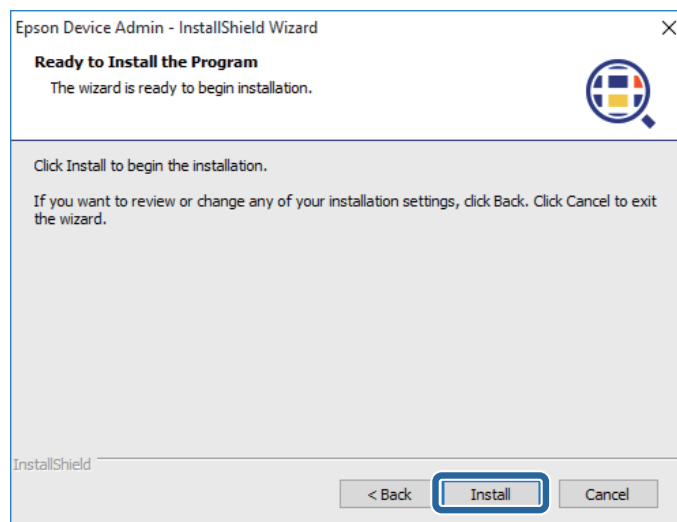 Epson Device Admin - InstallShield Wizard
Ready to Install the Program
The wizard is ready to begin installation.
Click Install to begin the installation.
If you want to review or change any of your installation settings, click Back. Click Cancel to exit
the wizard.
InstallShield
< Back Install Cancel